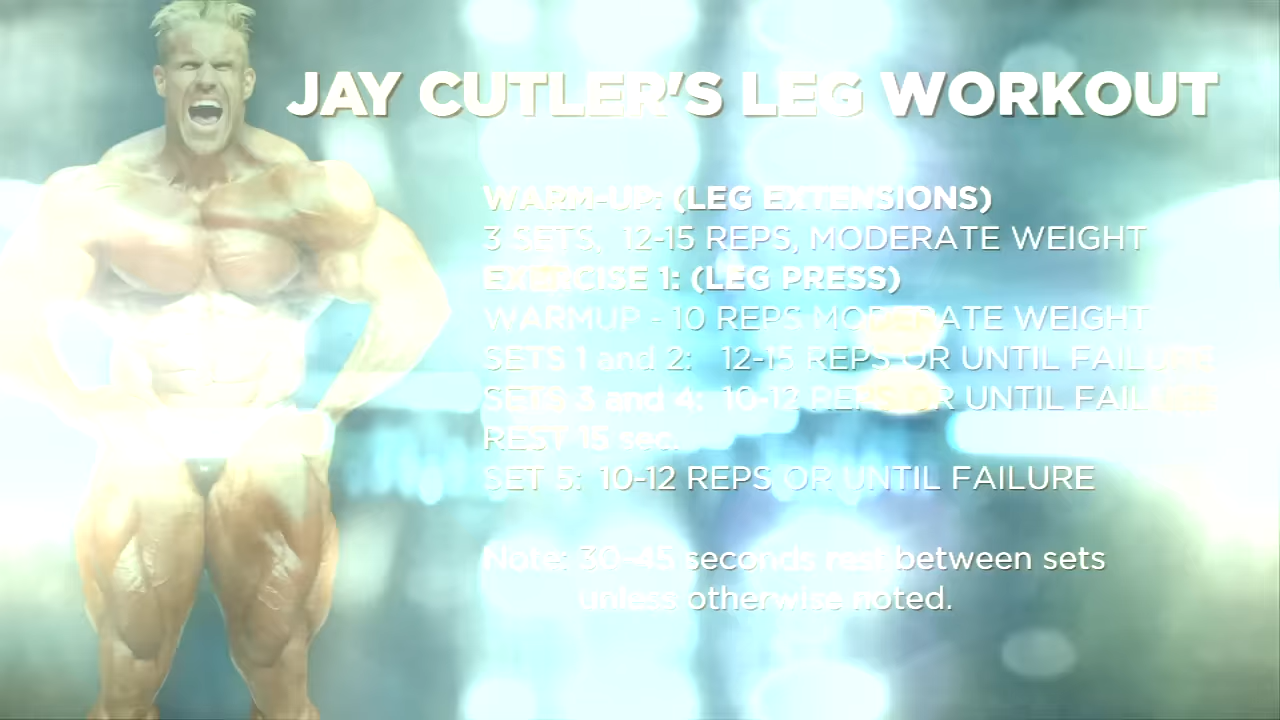 JAY CUTLER'S LEG WORKOUT
WARM-UP: (LEG EXTENSIONS)
3 SETS, 12-15 REPS, MODERATE WEIGHT
EXERCISE 1: (LEG PRESS)
WARMUP - 10 REPS MODERATE WEIGHT
SETS 1 and 2: 12-15 REPS OR UNTIL FAILURE
SETS 3 and 4: 10-12 REPS OR UNTIL FAILURE
REST 15 sec.
SET 5: 10-12 REPS OR UNTIL FAILURE
Note: 30-45 seconds rest between sets
unless otherwise noted.